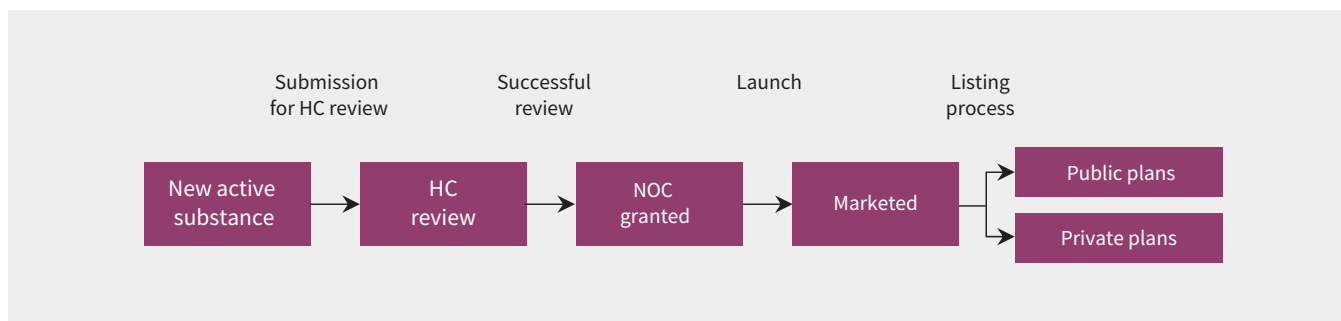 Submission
for HC review
Successful
review
Launch
Listing
process
New active
substance
HC
review
NOC
granted
Marketed
Public plans
Private plans